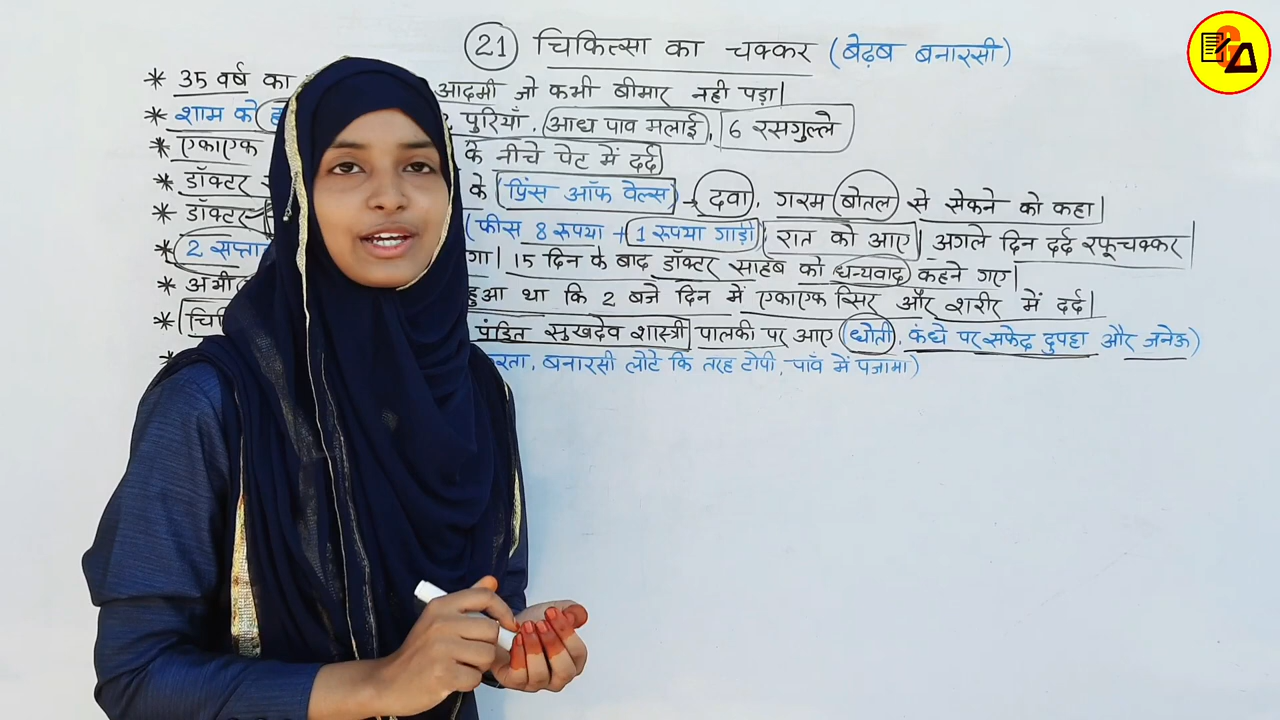 21 चिकित्सा का चक्कर (बेढ़ब बनारसी)
* 35 वर्ष का आदमी जो कभी बीमार नही पड़ा|
* शाम को पुरियाँ, आध पाव मलाई, 6 रसगुल्ले
* एकाएक के नीचे पेट में दर्द
* डॉक्टर के प्रिंस ऑफ वेल्स → दवा, गरम बोतल से सेकने को कहा|
* डॉक्टर (फीस 8 रूपया + 1 रूपया गाड़ी) रात को आए| अगले दिन दर्द रफूचक्कर|
* 2 सप्ता गा| 15 दिन के बाद डॉक्टर साहब को धन्यवाद कहने गए|
* अभी हुआ था कि 2 बजे दिन में एकाएक सिर और शरीर में दर्द|
* पंडित सुखदेव शास्त्री पालकी पर आए (धोती, कंधे पर सफेद दुपट्टा और जनेऊ)
* रता, बनारसी लोटे कि तरह टोपी, पाँव में पजामा)